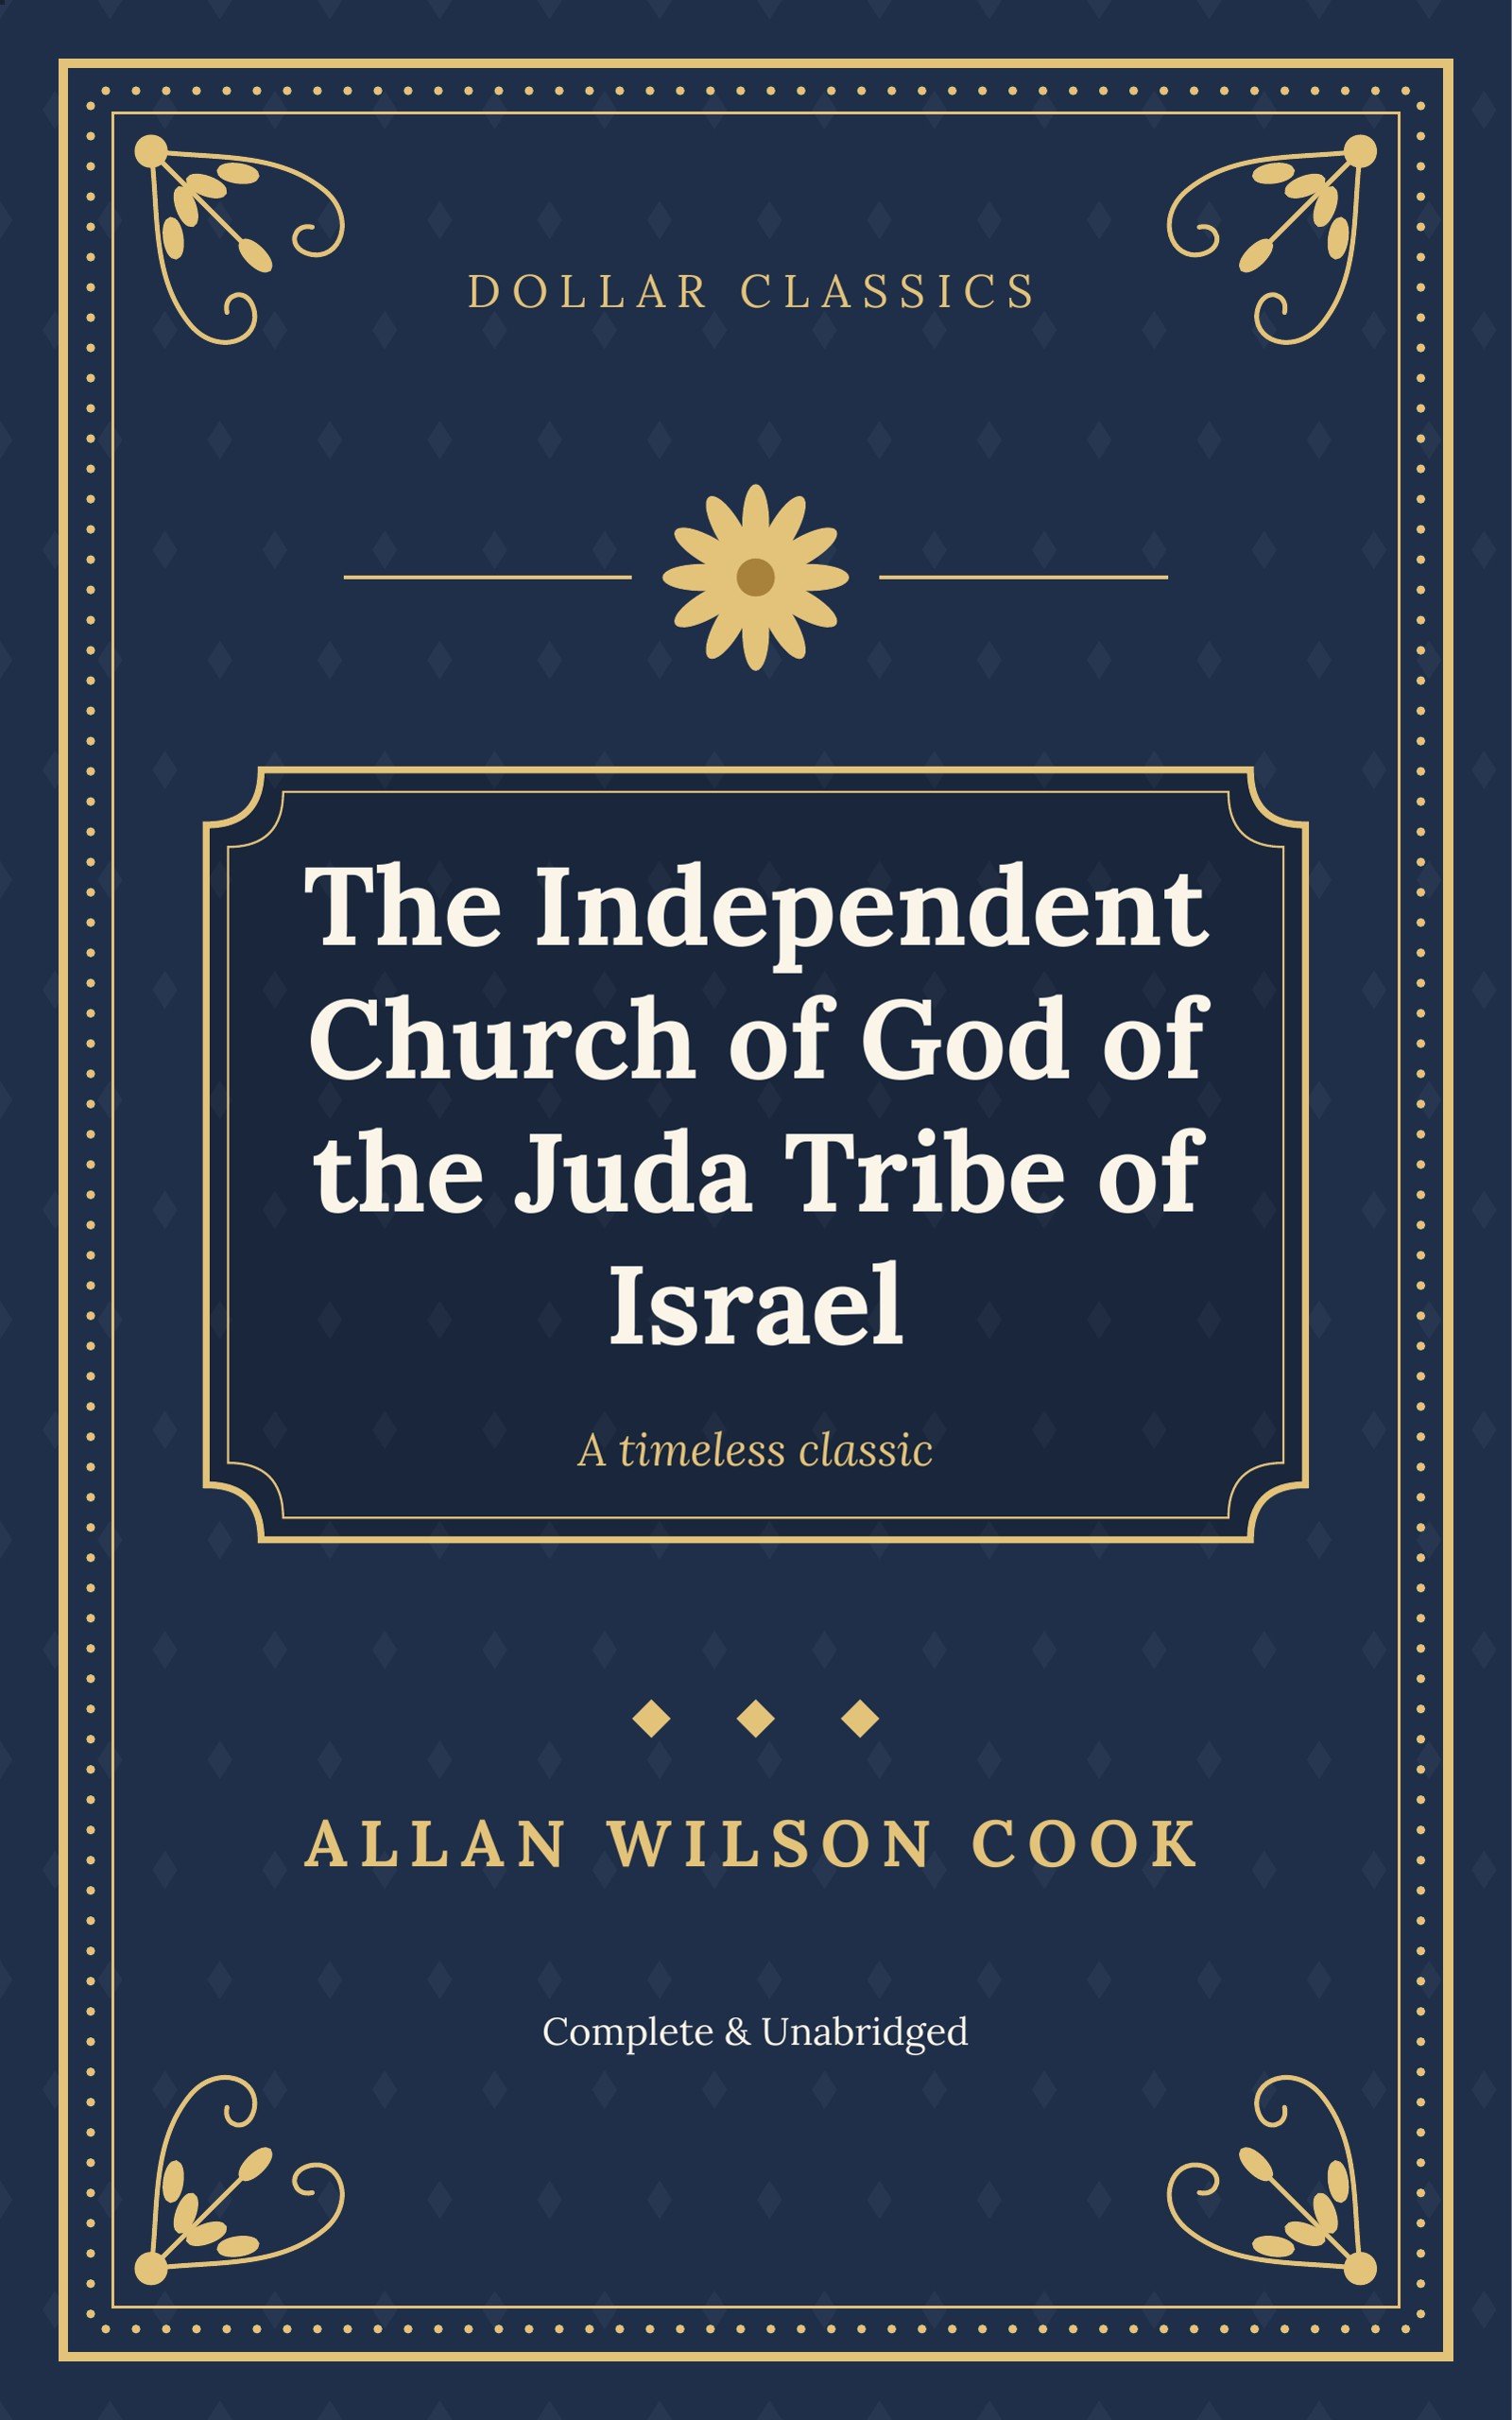 DOLLAR CLASSICS
The Independent
Church of God of
the Juda Tribe of
Israel
A timeless classic
ALLAN WILSON COOK
Complete & Unabridged